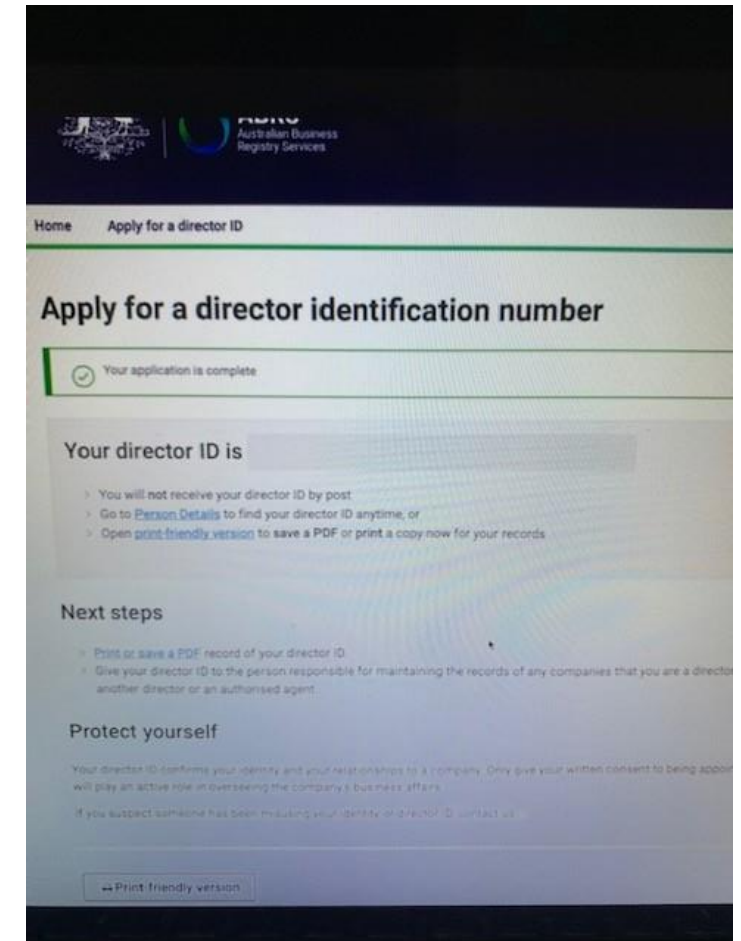 ABRS
Australian Business
Registry Services
Home Apply for a director ID
Apply for a director identification number
Your application is complete
Your director ID is
You will not receive your director ID by post
Go to Person Details to find your director ID anytime, or
Open print-friendly version to save a PDF or print a copy now for your records
Next steps
Print or save a PDF record of your director ID
Give your director ID to the person responsible for maintaining the records of any companies that you are a director
another director or an authorised agent
Protect yourself
Your director ID confirms your identity and your relationships to a company. Only give your written consent to being appoin
will play an active role in overseeing the company's business affairs
If you suspect someone has been misusing your identity or director ID contact us
Print friendly version